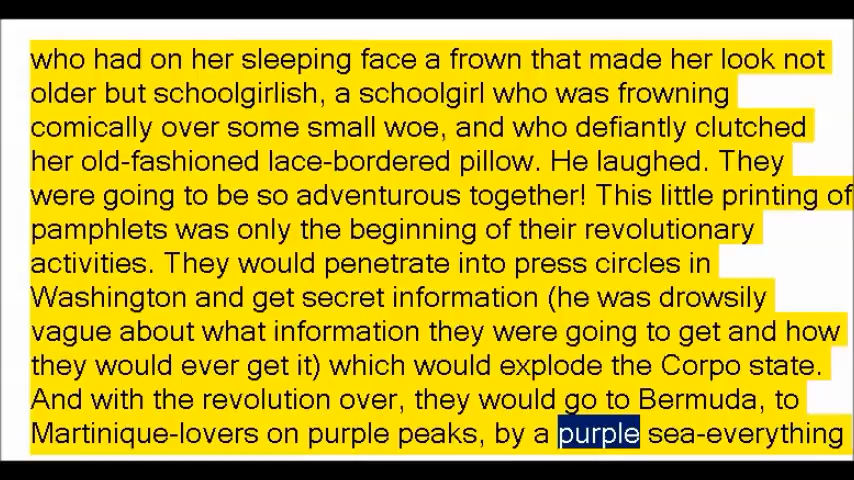 who had on her sleeping face a frown that made her look not
older but schoolgirlish, a schoolgirl who was frowning
comically over some small woe, and who defiantly clutched
her old-fashioned lace-bordered pillow. He laughed. They
were going to be so adventurous together! This little printing of
pamphlets was only the beginning of their revolutionary
activities. They would penetrate into press circles in
Washington and get secret information (he was drowsily
vague about what information they were going to get and how
they would ever get it) which would explode the Corpo state.
And with the revolution over, they would go to Bermuda, to
Martinique-lovers on purple peaks, by a purple sea-everything